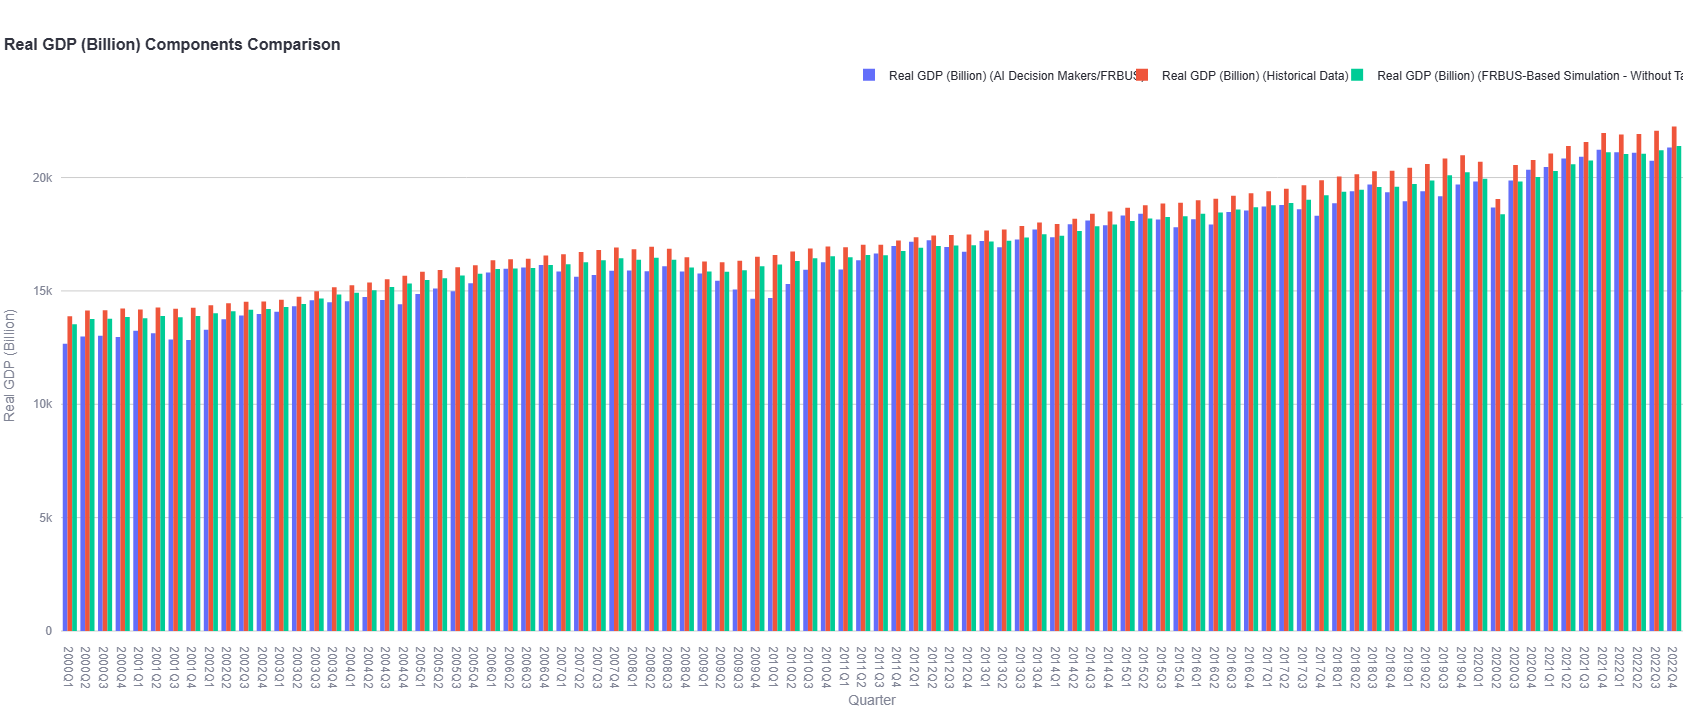 Real GDP (Billion) Components Comparison
Real GDP (Billion) (AI Decision Makers/FRBUS)
Real GDP (Billion) (Historical Data)
Real GDP (Billion) (FRBUS-Based Simulation - Without Ta
20k
15k
10k
5k
0
Real GDP (Billion)
2000Q1
2000Q2
2000Q3
2000Q4
2001Q1
2001Q2
2001Q3
2001Q4
2002Q1
2002Q2
2002Q3
2002Q4
2003Q1
2003Q2
2003Q3
2003Q4
2004Q1
2004Q2
2004Q3
2004Q4
2005Q1
2005Q2
2005Q3
2005Q4
2006Q1
2006Q2
2006Q3
2006Q4
2007Q1
2007Q2
2007Q3
2007Q4
2008Q1
2008Q2
2008Q3
2008Q4
2009Q1
2009Q2
2009Q3
2009Q4
2010Q1
2010Q2
2010Q3
2010Q4
2011Q1
2011Q2
2011Q3
2011Q4
2012Q1
2012Q2
2012Q3
2012Q4
2013Q1
2013Q2
2013Q3
2013Q4
2014Q1
2014Q2
2014Q3
2014Q4
2015Q1
2015Q2
2015Q3
2015Q4
2016Q1
2016Q2
2016Q3
2016Q4
2017Q1
2017Q2
2017Q3
2017Q4
2018Q1
2018Q2
2018Q3
2018Q4
2019Q1
2019Q2
2019Q3
2019Q4
2020Q1
2020Q2
2020Q3
2020Q4
2021Q1
2021Q2
2021Q3
2021Q4
2022Q1
2022Q2
2022Q3
2022Q4
Quarter